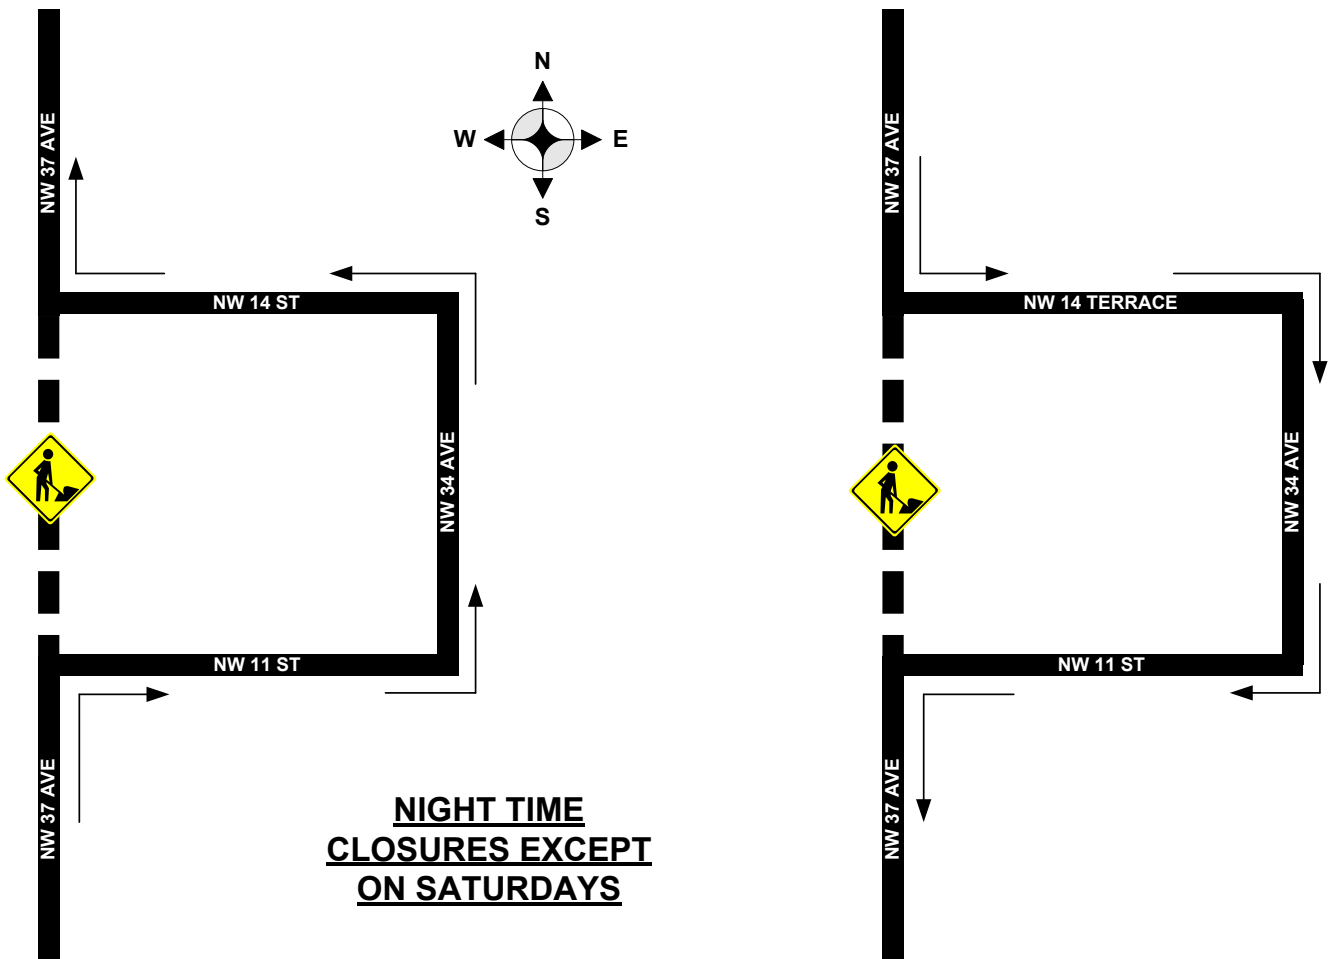 N
W
E
S
NW 37 AVE
NW 14 ST
NW 34 AVE
NW 11 ST
NW 37 AVE
NIGHT TIME
CLOSURES EXCEPT
ON SATURDAYS
NW 37 AVE
NW 14 TERRACE
NW 34 AVE
NW 11 ST
NW 37 AVE